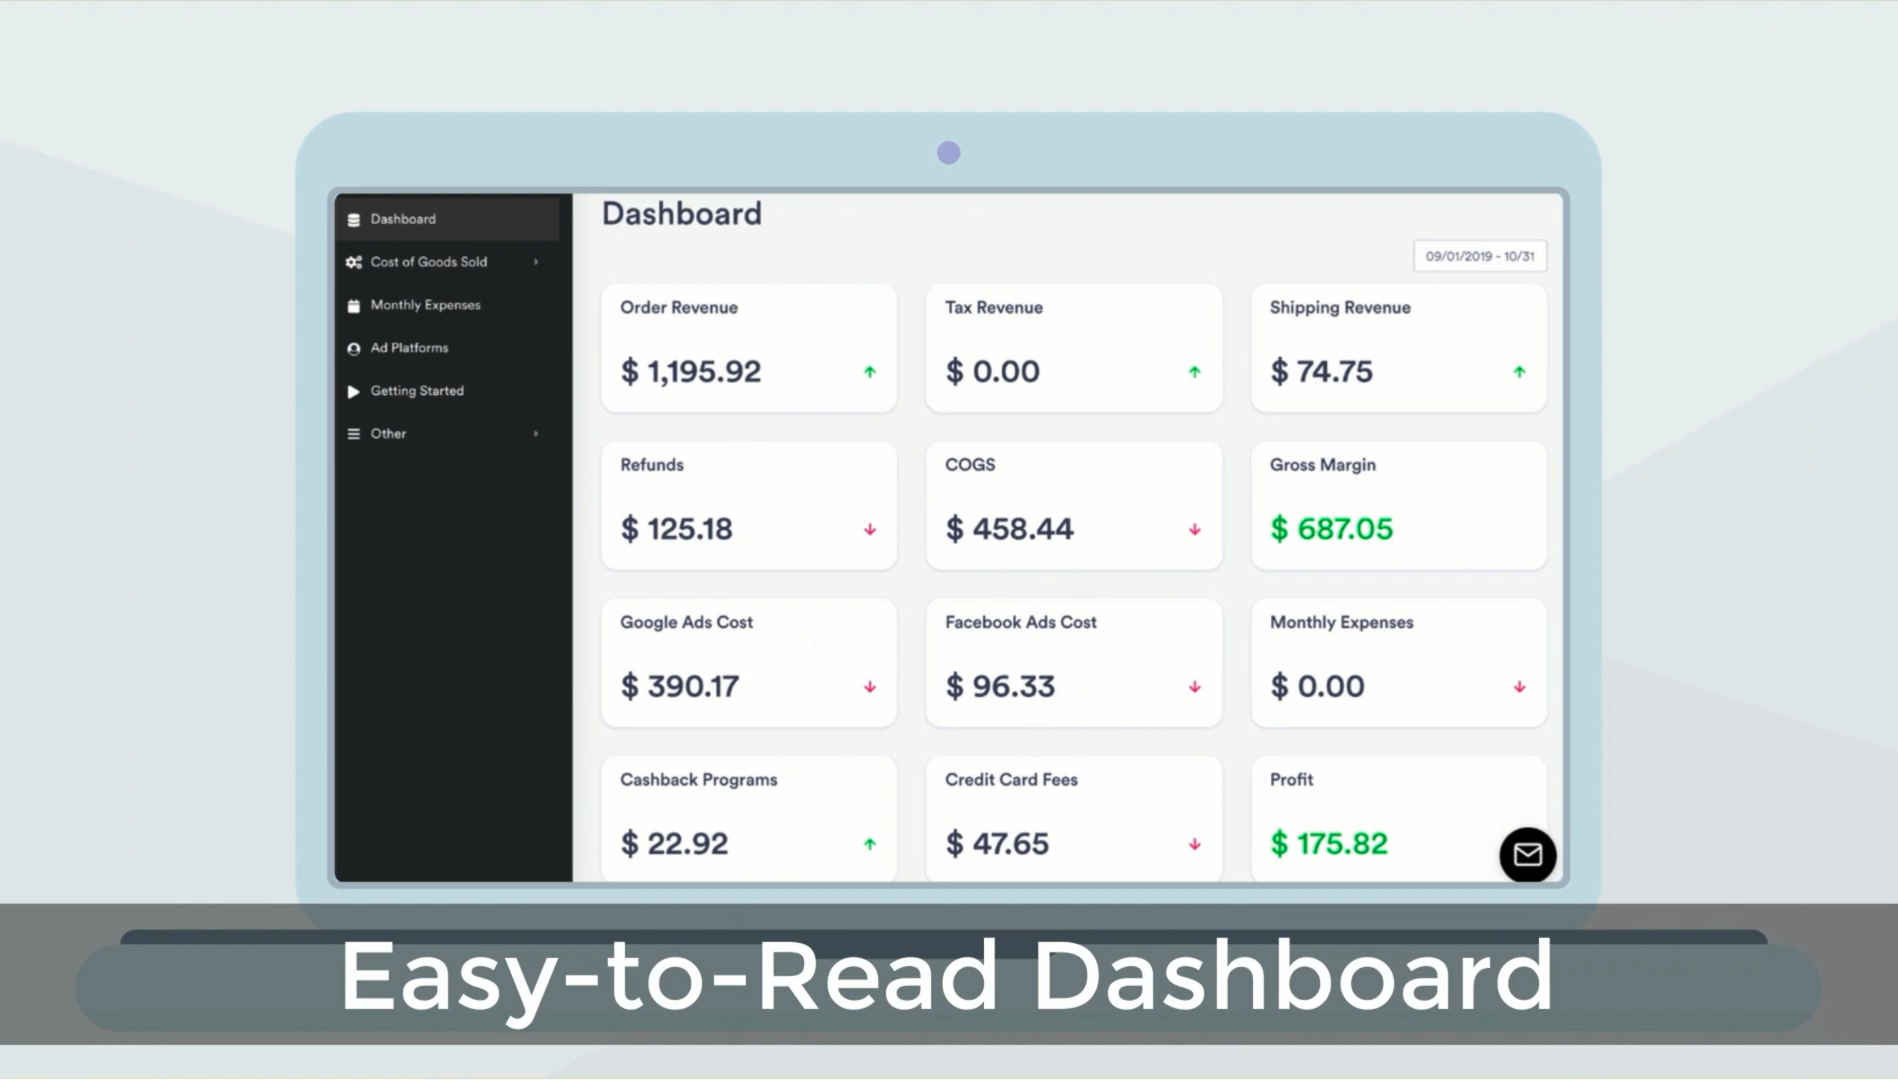 Dashboard
Cost of Goods Sold
Monthly Expenses
Ad Platforms
Getting Started
Other
Dashboard
09/01/2019 - 10/31
Order Revenue
$ 1,195.92
Tax Revenue
$ 0.00
Shipping Revenue
$ 74.75
Refunds
$ 125.18
COGS
$ 458.44
Gross Margin
$ 687.05
Google Ads Cost
$ 390.17
Facebook Ads Cost
$ 96.33
Monthly Expenses
$ 0.00
Cashback Programs
$ 22.92
Credit Card Fees
$ 47.65
Profit
$ 175.82
Easy-to-Read Dashboard